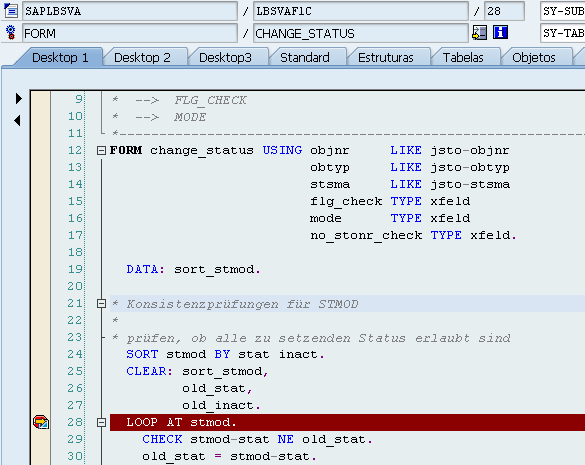 SAPLBSVA / LBSVAF1C / 28 SY-SUB
FORM / CHANGE_STATUS SY-TAB
Desktop 1 Desktop 2 Desktop3 Standard Estruturas Tabelas Objetos
9 * --> FLG_CHECK
10 * --> MODE
11 *----------------------------------------------------------------------
12 FORM change_status USING objnr LIKE jsto-objnr
13 obtyp LIKE jsto-obtyp
14 stsma LIKE jsto-stsma
15 flg_check TYPE xfeld
16 mode TYPE xfeld
17 no_stonr_check TYPE xfeld.
18
19 DATA: sort_stmod.
20
21 * Konsistenzprüfungen für STMOD
22 *
23 * prüfen, ob alle zu setzenden Status erlaubt sind
24 SORT stmod BY stat inact.
25 CLEAR: sort_stmod,
26 old_stat,
27 old_inact.
28 LOOP AT stmod.
29 CHECK stmod-stat NE old_stat.
30 old_stat = stmod-stat.